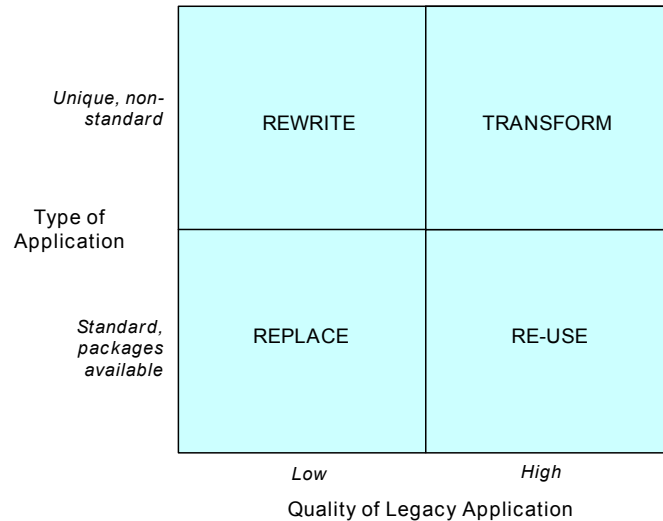 Unique, non-
standard
REWRITE
TRANSFORM
Type of
Application
Standard,
packages
available
REPLACE
RE-USE
Low
High
Quality of Legacy Application